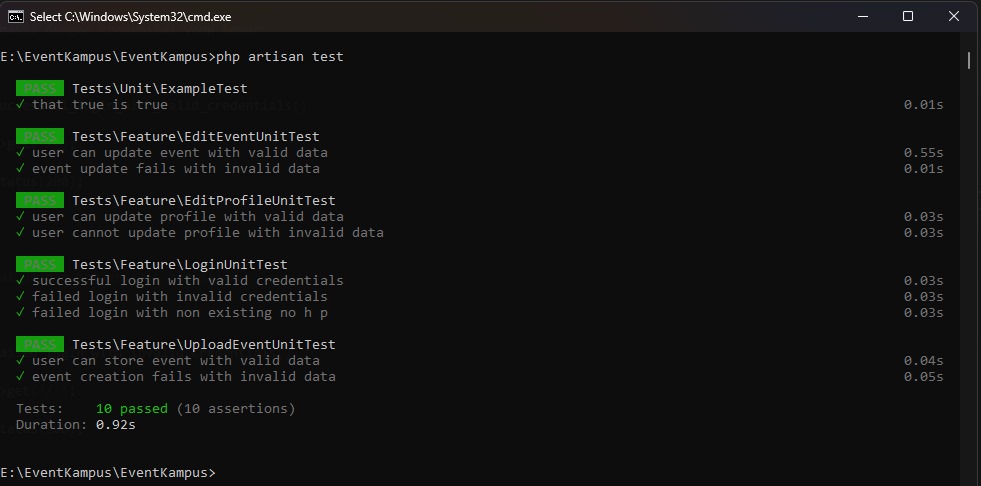 Select C:\Windows\System32\cmd.exe
E:\EventKampus\EventKampus>php artisan test
PASS Tests\Unit\ExampleTest
✓ that true is true 0.01s
PASS Tests\Feature\EditEventUnitTest
✓ user can update event with valid data 0.55s
✓ event update fails with invalid data 0.01s
PASS Tests\Feature\EditProfileUnitTest
✓ user can update profile with valid data 0.03s
✓ user cannot update profile with invalid data 0.03s
PASS Tests\Feature\LoginUnitTest
✓ successful login with valid credentials 0.03s
✓ failed login with invalid credentials 0.03s
✓ failed login with non existing no h p 0.03s
PASS Tests\Feature\UploadEventUnitTest
✓ user can store event with valid data 0.04s
✓ event creation fails with invalid data 0.05s
Tests: 10 passed (10 assertions)
Duration: 0.92s
E:\EventKampus\EventKampus>